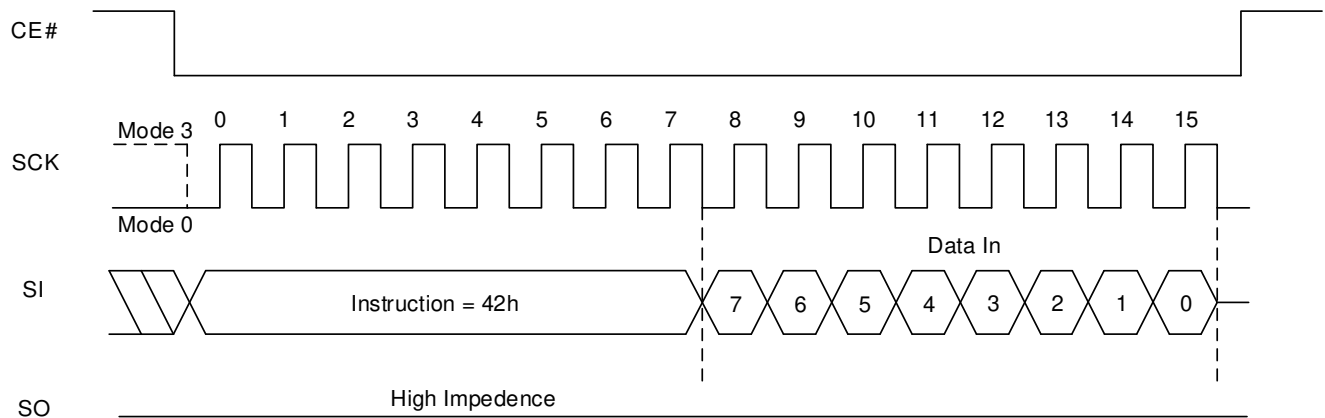 CE#
Mode 3
0 1 2 3 4 5 6 7 8 9 10 11 12 13 14 15
SCK
Mode 0
Data In
SI
Instruction = 42h
7 6 5 4 3 2 1 0
High Impedence
SO